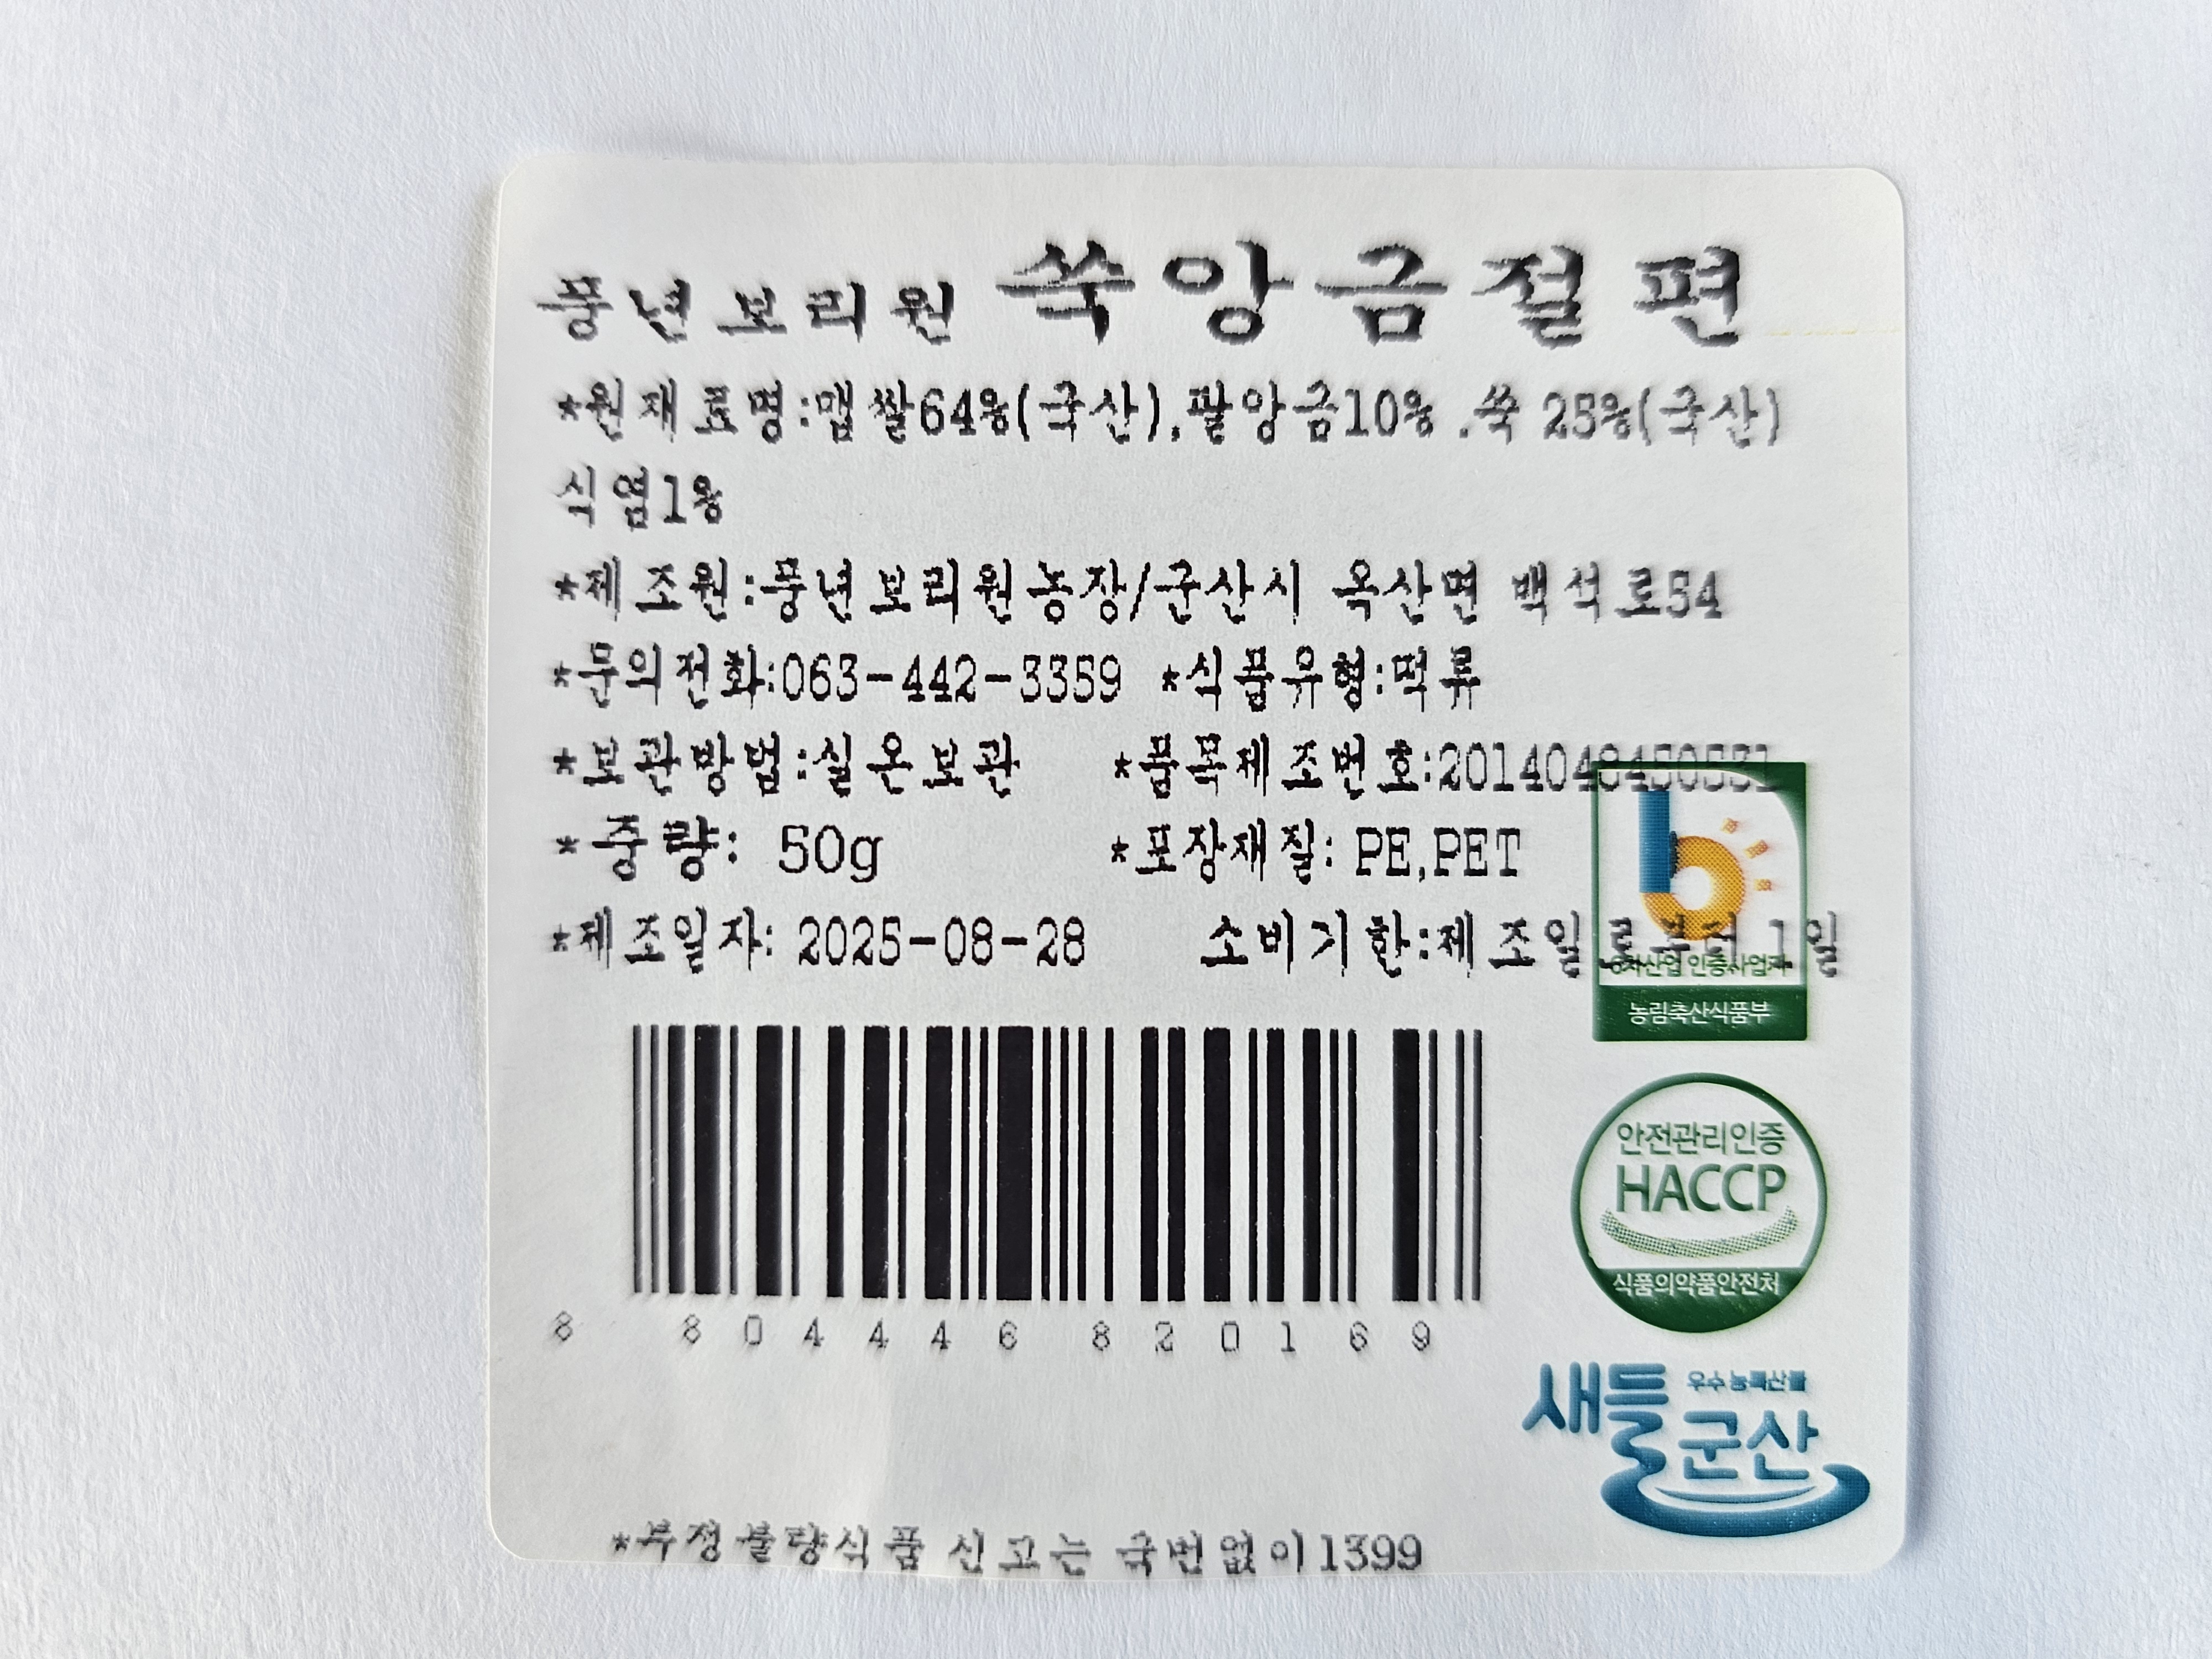 풍년보리원 쑥앙금절편
*원재료명:맵쌀64%(국산),팥앙금10% ,쑥 25%(국산)
식염1%
*제조원:풍년보리원농장/군산시 옥산면 백석로54
*문의전화:063-442-3359 *식품유형:떡류
*보관방법:실온보관 *품목제조번호:2014048450531
*중량: 50g *포장재질: PE,PET
*제조일자: 2025-08-28 소비기한:제조일로부터 1일
6차산업 인증사업자
농림축산식품부
안전관리인증
HACCP
식품의약품안전처
8 804446 820169
우수 농특산물
새들군산
*부정불량식품 신고는 국번없이1399